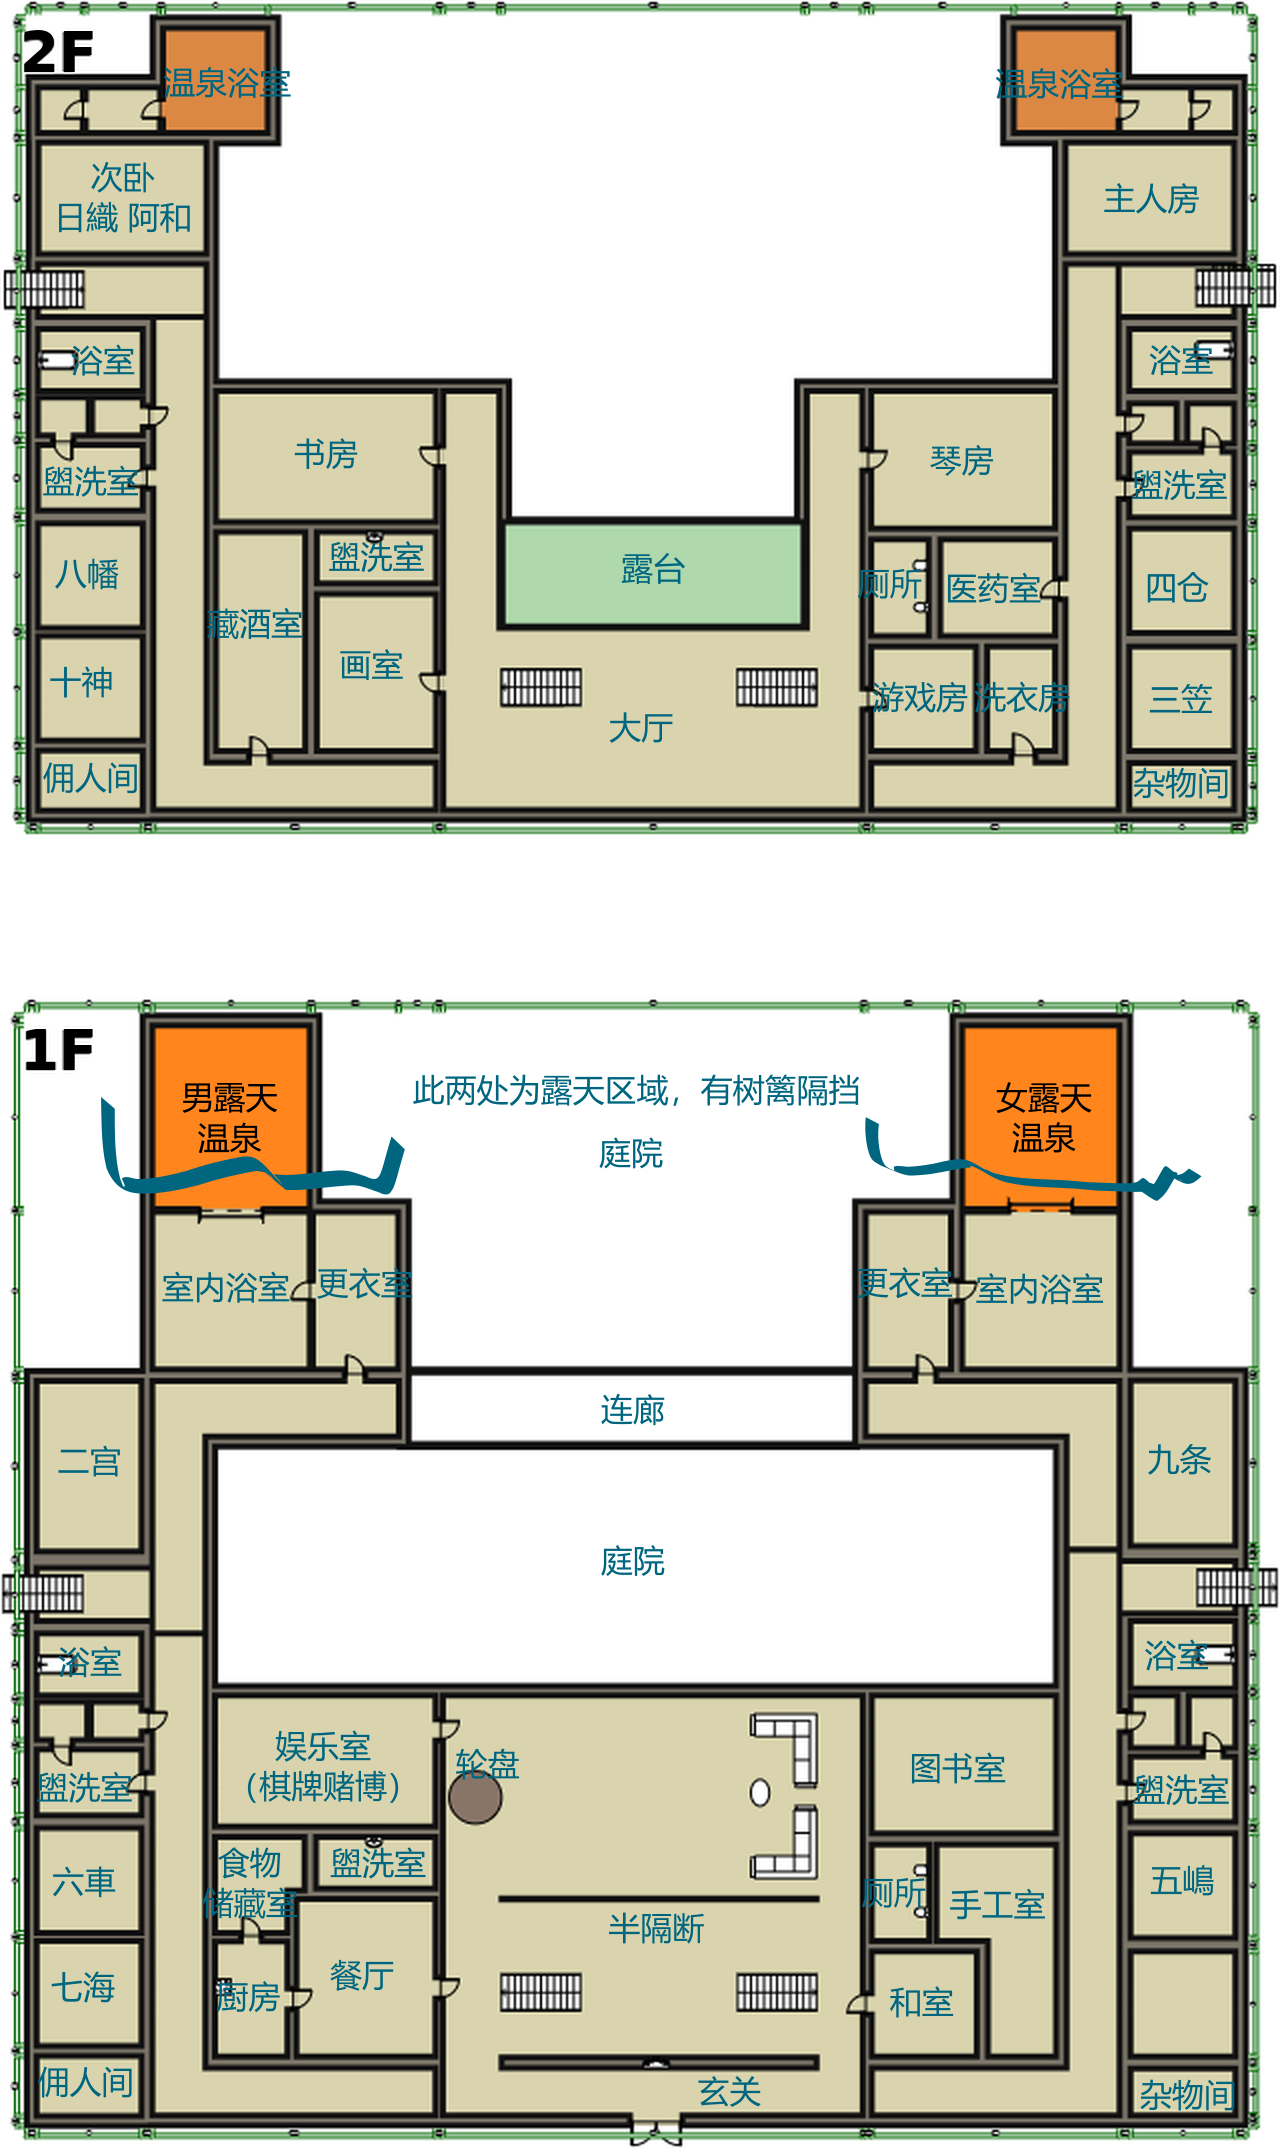 2F
温泉浴室
温泉浴室
次卧
日織 阿和
主人房
浴室
浴室
书房
琴房
盥洗室
盥洗室
八幡
盥洗室
露台
厕所
医药室
四仓
藏酒室
画室
十神
大厅
游戏房
洗衣房
三笠
佣人间
杂物间
1F
男露天
温泉
此两处为露天区域，有树篱隔挡
庭院
女露天
温泉
室内浴室
更衣室
更衣室
室内浴室
连廊
二宫
九条
庭院
浴室
浴室
娱乐室
（棋牌赌博）
轮盘
图书室
盥洗室
盥洗室
食物
储藏室
盥洗室
六車
厕所
手工室
五嶋
半隔断
七海
厨房
餐厅
和室
佣人间
玄关
杂物间